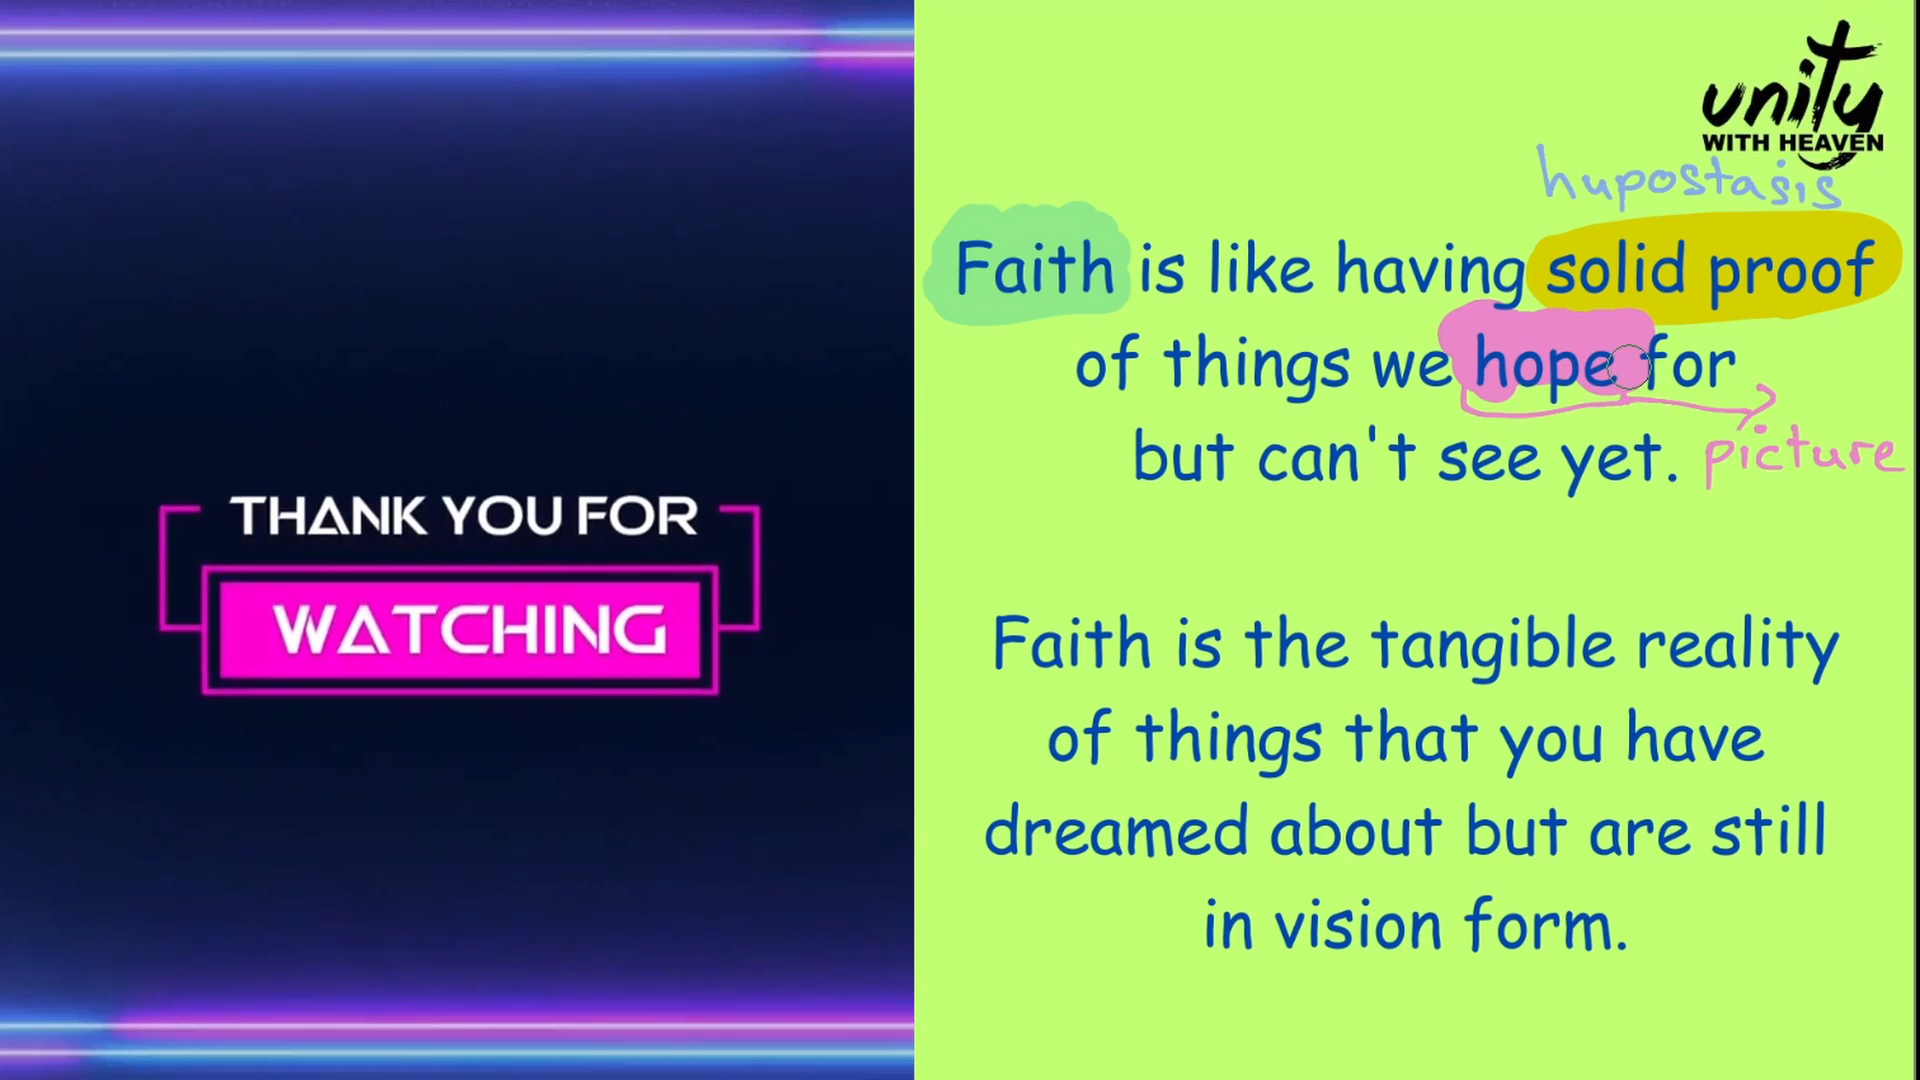 THANK YOU FOR
WATCHING
unity
WITH HEAVEN
hupostasis
Faith is like having solid proof
of things we hope for
but can't see yet.
picture
Faith is the tangible reality
of things that you have
dreamed about but are still
in vision form.